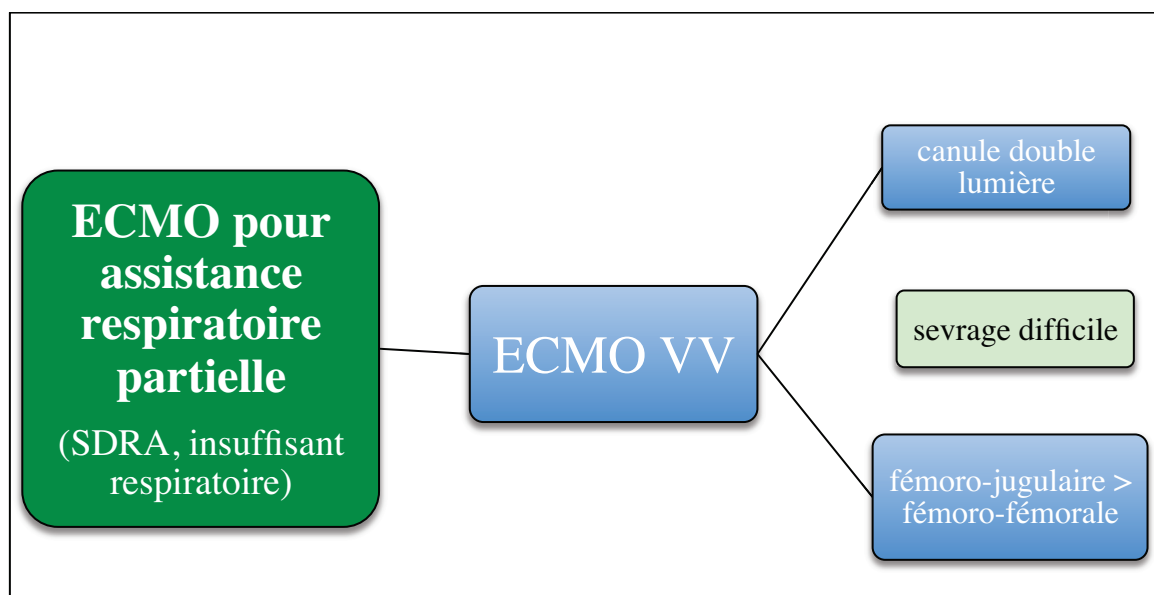 ECMO pour
assistance
respiratoire
partielle
(SDRA, insuffisant
respiratoire)
ECMO VV
canule double
lumière
sevrage difficile
fémoro-jugulaire >
fémoro-fémorale